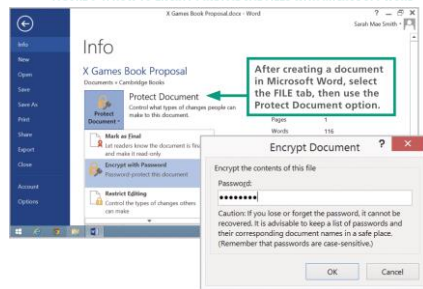 X Games Book Proposal.docx - Word
Sarah Mae Smith
Info
New
Open
Save
Save As
Print
Share
Export
Close
Account
Options
Info
X Games Book Proposal
Documents » Cambridge Books
Protect Document
Protect Document
Control what types of changes people can
make to this document.
Mark as Final
Let readers know the document is final
and make it read-only
Encrypt with Password
Password-protect this document
Restrict Editing
Control the types of changes others
can make
After creating a document
in Microsoft Word, select
the FILE tab, then use the
Protect Document option.
Pages 1
Words 116
Encrypt Document ? ×
Encrypt the contents of this file
Password:
Caution: If you lose or forget the password, it cannot be
recovered. It is advisable to keep a list of passwords and
their corresponding document names in a safe place.
(Remember that passwords are case-sensitive.)
OK Cancel